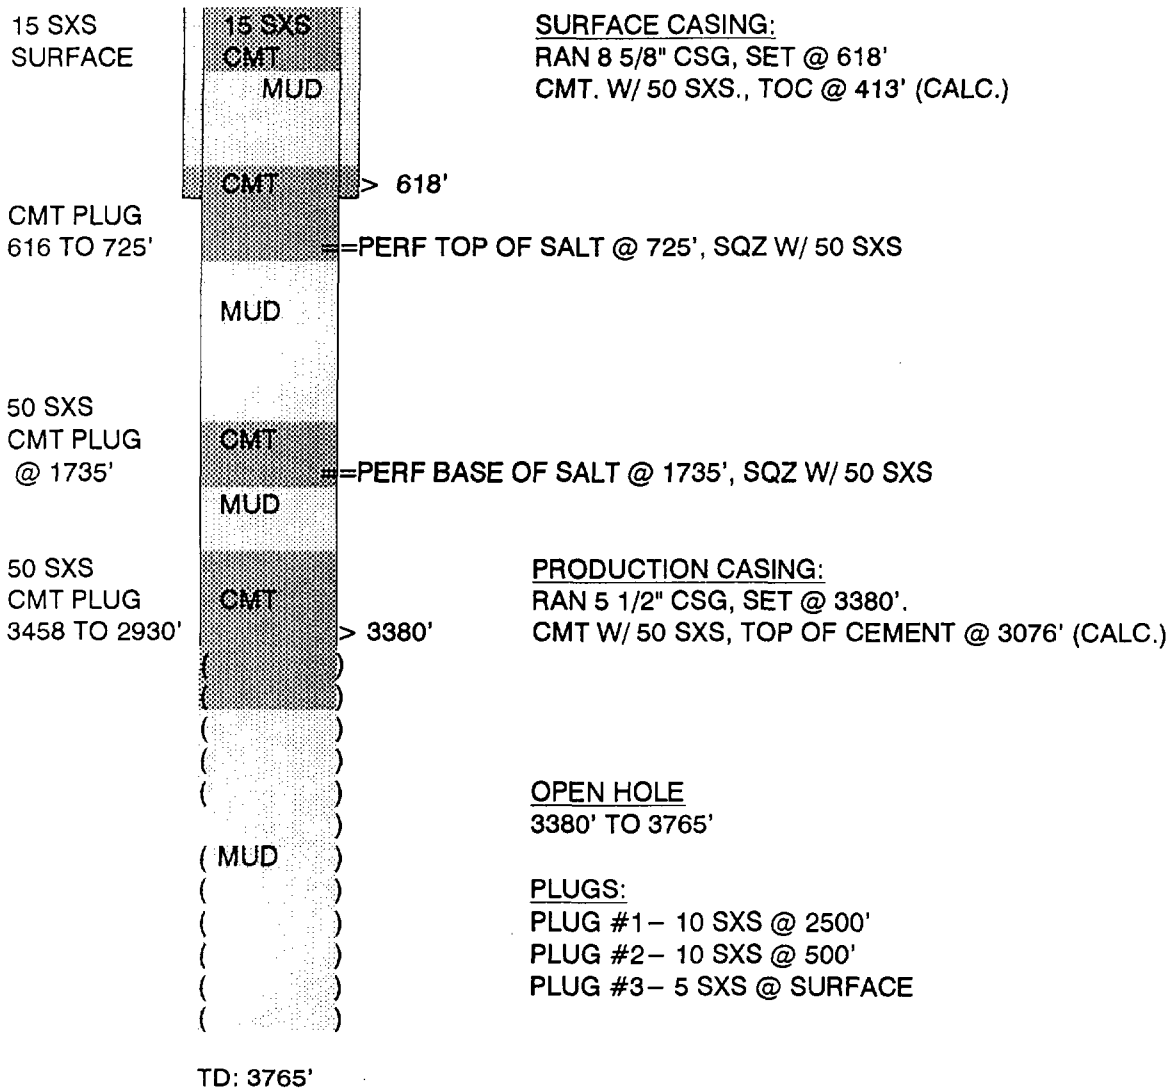 15 SXS
SURFACE
15 SXS
CMT
MUD
SURFACE CASING:
RAN 8 5/8" CSG, SET @ 618'
CMT. W/ 50 SXS., TOC @ 413' (CALC.)
CMT
> 618'
CMT PLUG
616 TO 725'
==PERF TOP OF SALT @ 725', SQZ W/ 50 SXS
MUD
50 SXS
CMT PLUG
@ 1735'
CMT
==PERF BASE OF SALT @ 1735', SQZ W/ 50 SXS
MUD
50 SXS
CMT PLUG
3458 TO 2930'
CMT
> 3380'
PRODUCTION CASING:
RAN 5 1/2" CSG, SET @ 3380'.
CMT W/ 50 SXS, TOP OF CEMENT @ 3076' (CALC.)
OPEN HOLE
3380' TO 3765'
MUD
PLUGS:
PLUG #1– 10 SXS @ 2500'
PLUG #2– 10 SXS @ 500'
PLUG #3– 5 SXS @ SURFACE
TD: 3765'